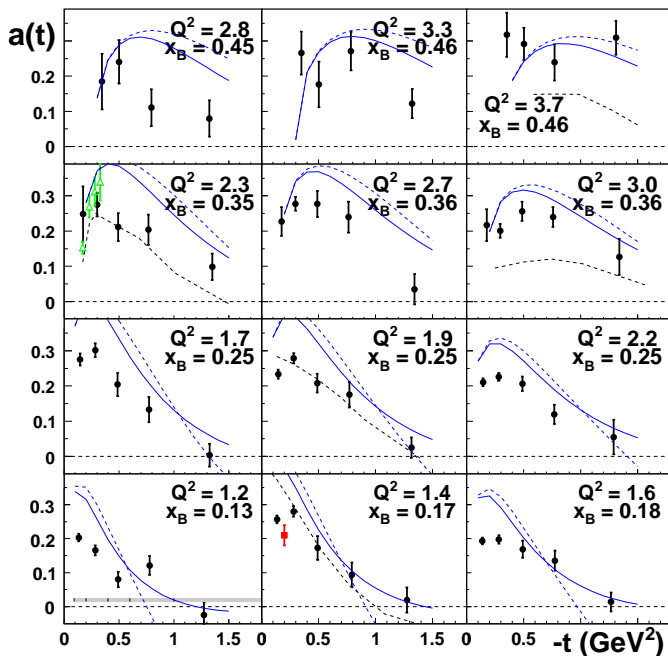 a(t)
Q² = 2.8
x_B = 0.45
Q² = 3.3
x_B = 0.46
Q² = 3.7
x_B = 0.46
0.3
0.2
0.1
0
Q² = 2.3
x_B = 0.35
Q² = 2.7
x_B = 0.36
Q² = 3.0
x_B = 0.36
0.3
0.2
0.1
0
Q² = 1.7
x_B = 0.25
Q² = 1.9
x_B = 0.25
Q² = 2.2
x_B = 0.25
0.3
0.2
0.1
0
Q² = 1.2
x_B = 0.13
Q² = 1.4
x_B = 0.17
Q² = 1.6
x_B = 0.18
0.3
0.2
0.1
0
0 0.5 1 1.5 0 0.5 1 1.5 0 0.5 1 1.5
-t (GeV²)